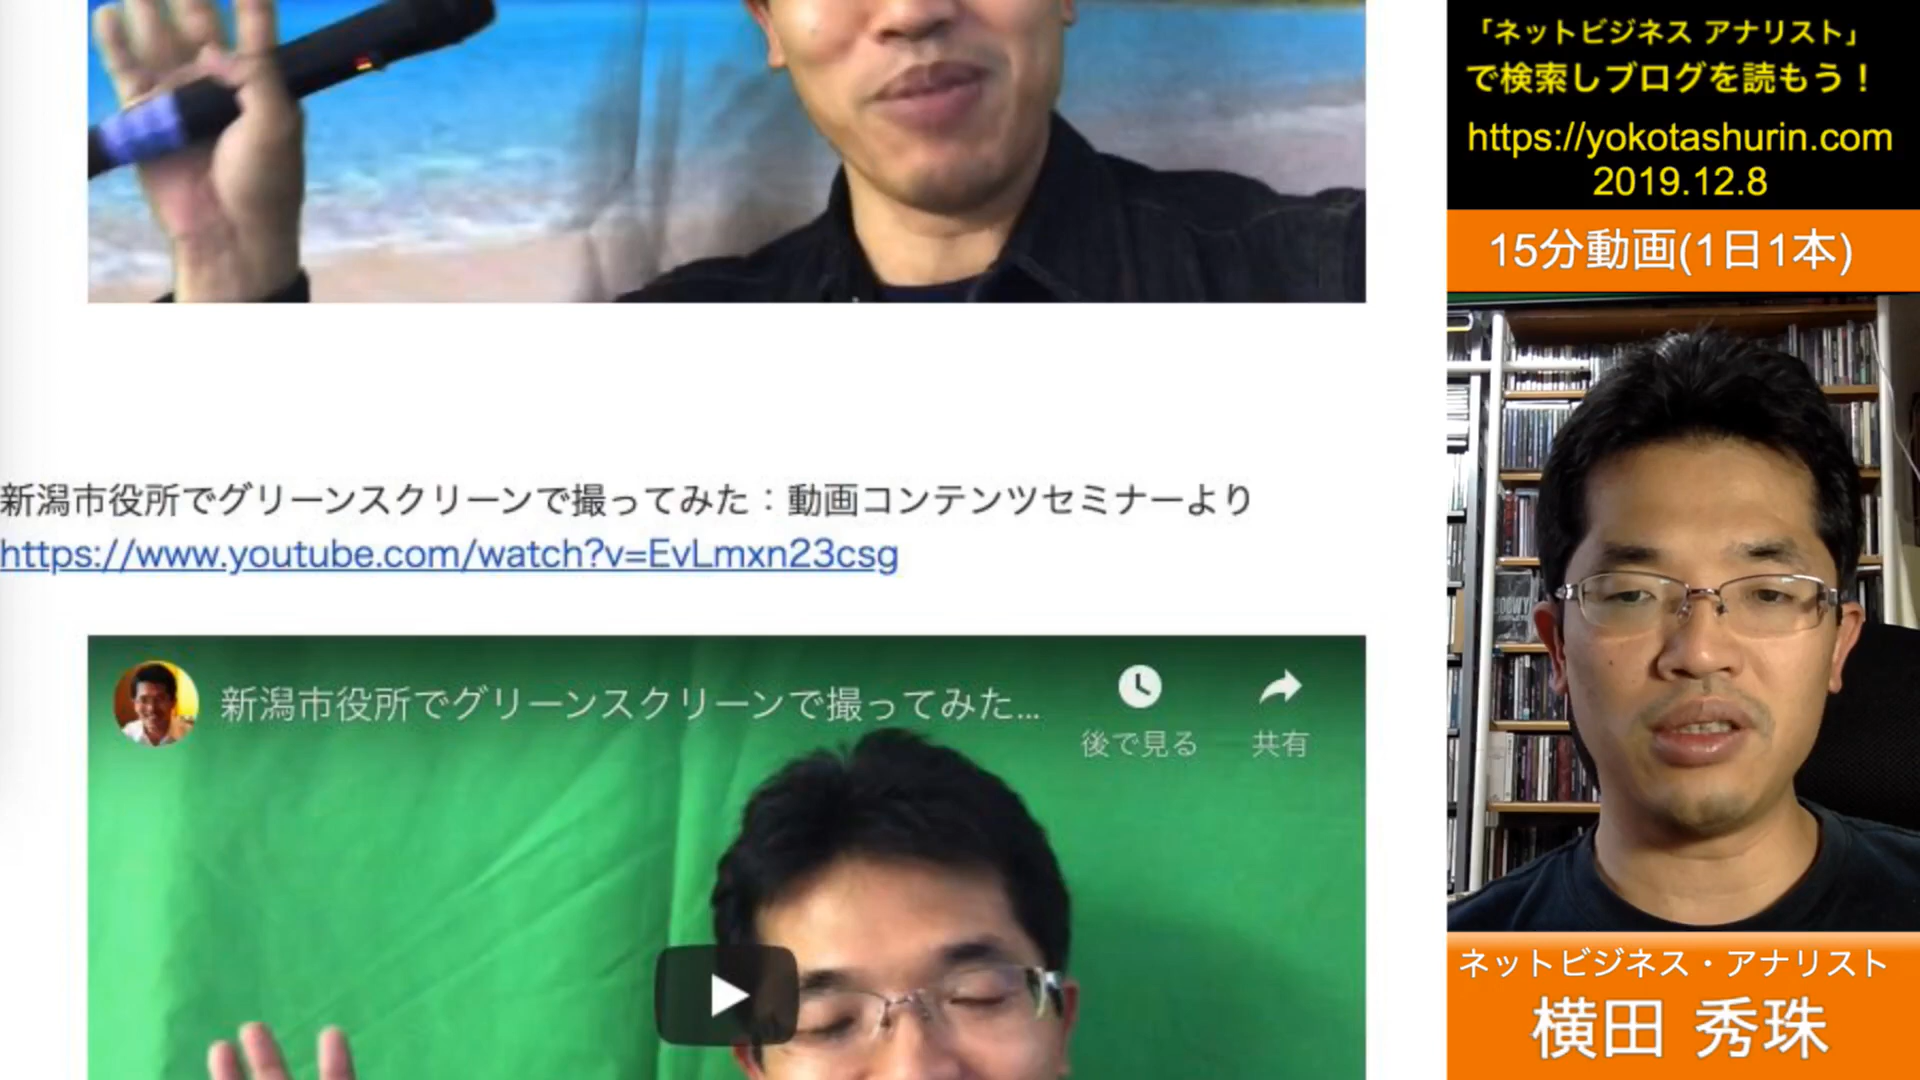 新潟市役所でグリーンスクリーンで撮ってみた：動画コンテンツセミナーより
https://www.youtube.com/watch?v=EvLmxn23csg
新潟市役所でグリーンスクリーンで撮ってみた...
後で見る
共有
「ネットビジネス アナリスト」
で検索しブログを読もう！
https://yokotashurin.com
2019.12.8
15分動画(1日1本)
ネットビジネス・アナリスト
横田 秀珠